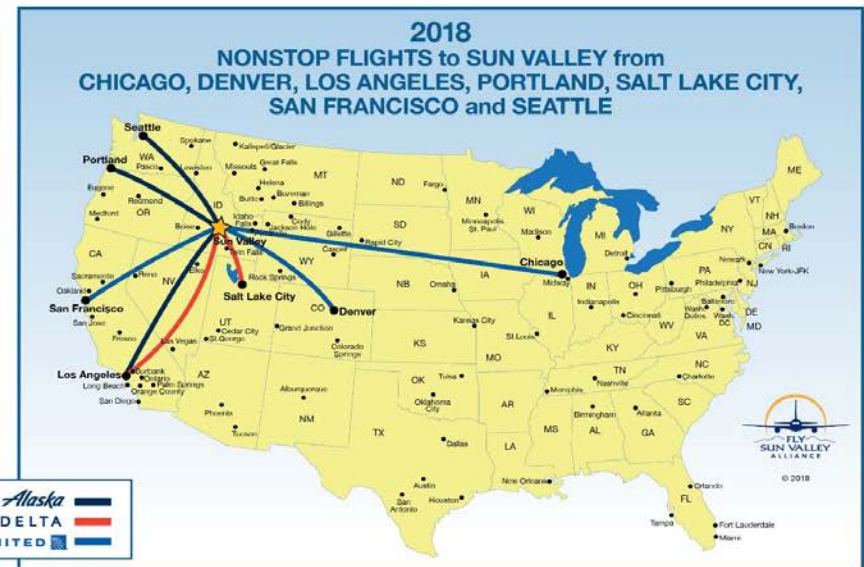 2018
NONSTOP FLIGHTS to SUN VALLEY from
CHICAGO, DENVER, LOS ANGELES, PORTLAND, SALT LAKE CITY,
SAN FRANCISCO and SEATTLE
Seattle
Spokane
Kalispell/Glacier
WA
Pasco
Lewiston
Missoula
Great Falls
MT
ND
Fargo
ME
Portland
Helena
Butte
Bozeman
Billings
MN
VT
NH
Eugene
Redmond
OR
ID
Medford
Boise
Idaho
Falls
Jackson Hole
Cody
Gillette
SD
Rapid City
Minneapolis
St. Paul
WI
Madison
MI
Detroit
NY
MA
Boston
CN
RI
Sun Valley
Twin Falls
Casper
WY
CA
Sacramento
Reno
NV
Elko
Rock Springs
IA
Chicago
Midway
IN
OH
PA
Newark
New York-JFK
Philadelphia
NJ
Pittsburgh
Oakland
San Francisco
San Jose
Salt Lake City
NB
Omaha
Indianapolis
Baltimore
Wash.
Dulles
Wash.
DC
DE
MD
UT
Cedar City
St.George
CO
Denver
Grand Junction
Colorado
Springs
Kansas City
IL
Cincinnati
WV
VA
Fresno
Las Vegas
KS
St.Louis
MO
KY
Los Angeles
Burbank
Ontario
Long Beach
Palm Springs
Orange County
San Diego
AZ
Phoenix
Tucson
Albuquerque
NM
OK
Tulsa
Oklahoma
City
AR
Memphis
TN
Nashville
NC
Charlotte
SC
TX
Dallas
MS
Birmingham
AL
Atlanta
GA
LA
Austin
San
Antonio
Houston
New Orleans
Orlando
FL
Tampa
Fort Lauderdale
Miami
FLY
SUN VALLEY
ALLIANCE
© 2018
Alaska
DELTA
ITED